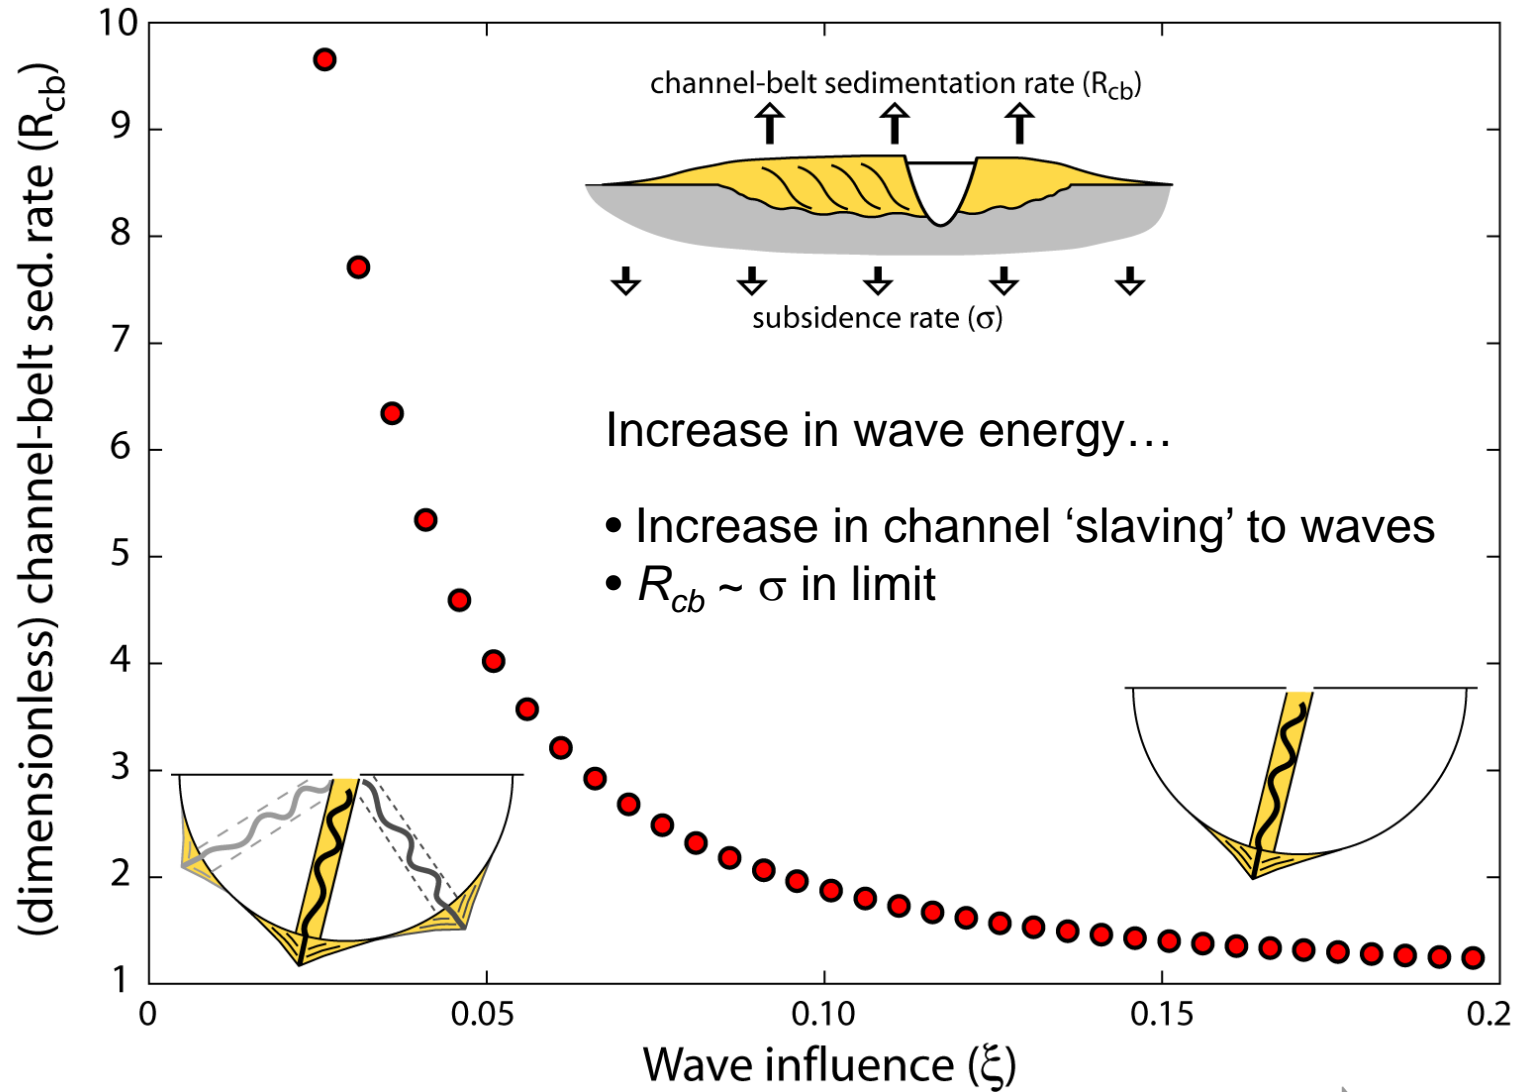 (dimensionless) channel-belt sed. rate (Rcb)
10
9
8
7
6
5
4
3
2
1
channel-belt sedimentation rate (Rcb)
subsidence rate (σ)
Increase in wave energy…
• Increase in channel ‘slaving’ to waves
• Rcb ~ σ in limit
0
0.05
0.10
0.15
0.2
Wave influence (ξ)